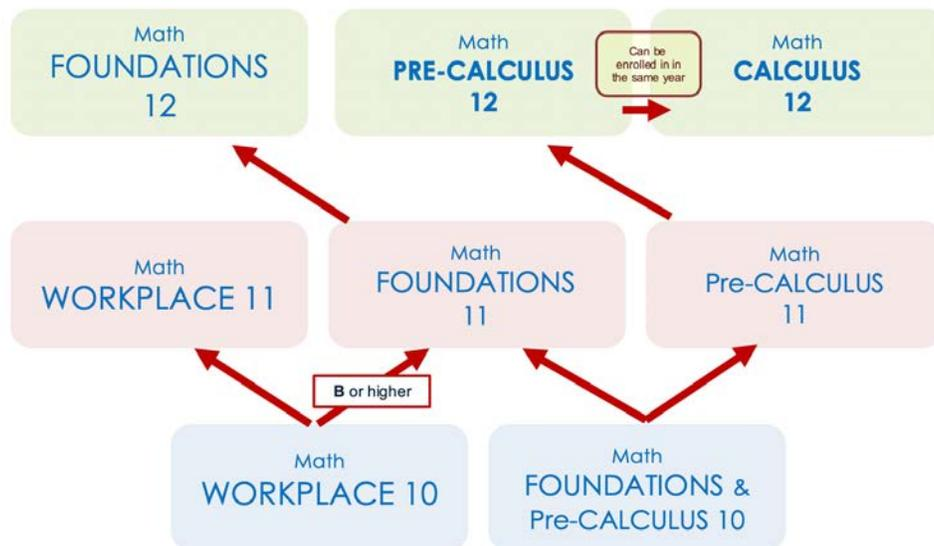 Math
FOUNDATIONS
12
Math
PRE-CALCULUS
12
Can be
enrolled in in
the same year
Math
CALCULUS
12
Math
WORKPLACE 11
Math
FOUNDATIONS
11
Math
Pre-CALCULUS
11
B or higher
Math
WORKPLACE 10
Math
FOUNDATIONS &
Pre-CALCULUS 10